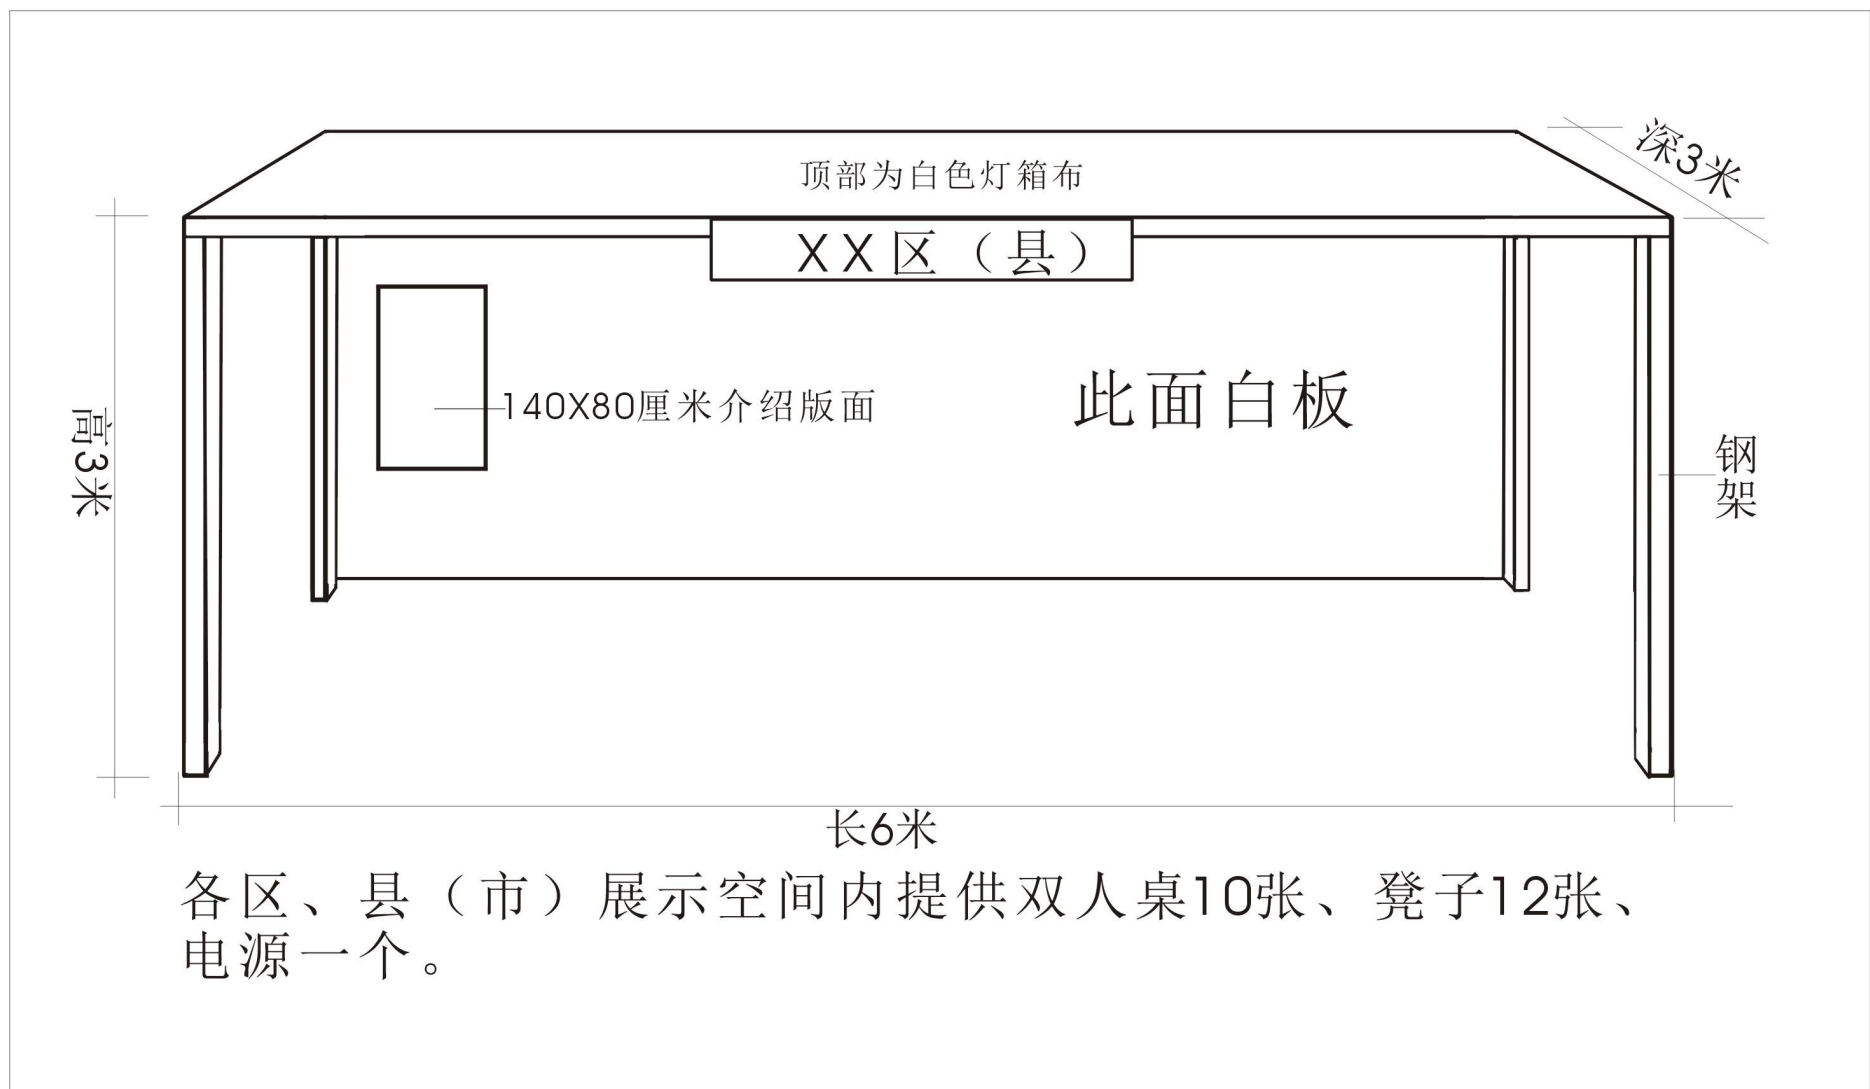 深3米
顶部为白色灯箱布
XX区（县）
此面白板
140X80厘米介绍版面
高3米
钢架
长6米
各区、县（市）展示空间内提供双人桌10张、凳子12张、
电源一个。